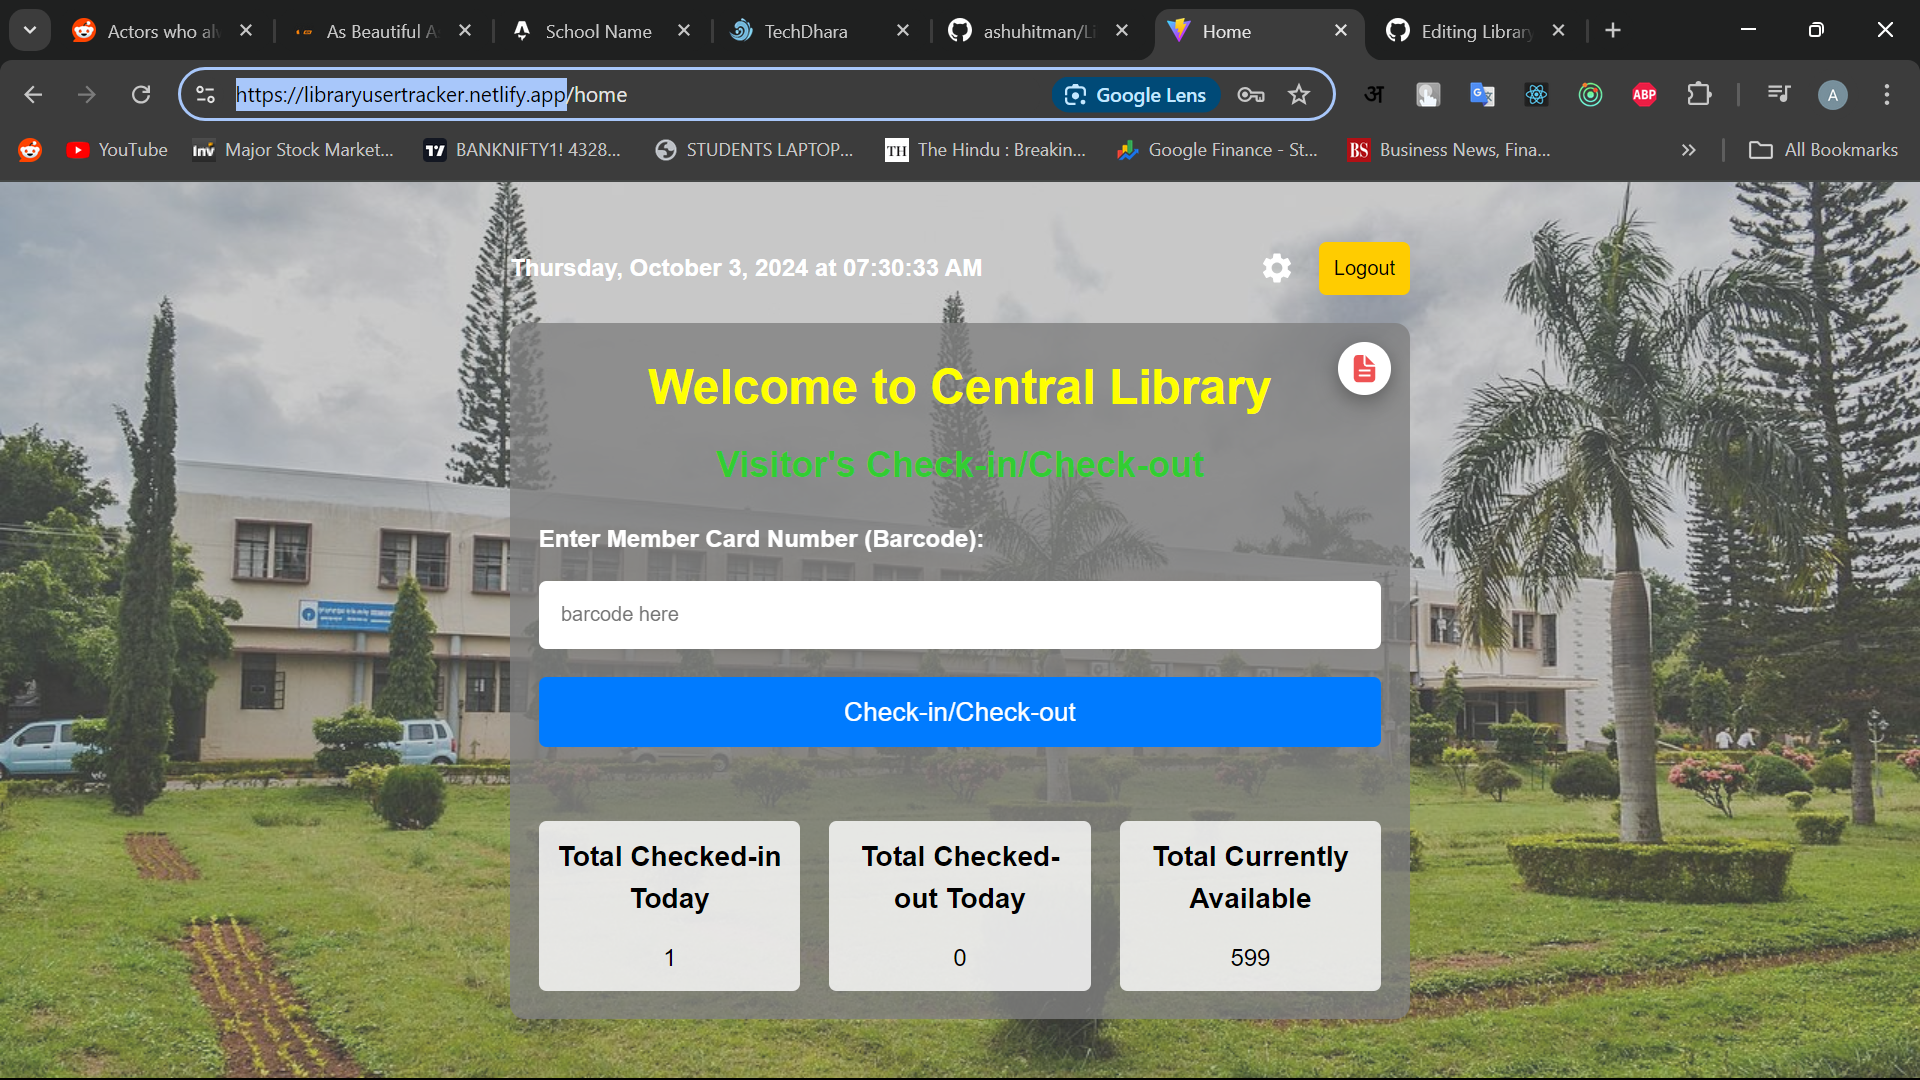 Actors who al
As Beautiful A
School Name
TechDhara
ashuhitman/Li
Home
Editing Library
https://libraryusertracker.netlify.app/home
Google Lens
अ
ABP
A
YouTube
Inv Major Stock Market...
BANKNIFTY1! 4328...
STUDENTS LAPTOP...
TH The Hindu : Breakin...
Google Finance - St...
BS Business News, Fina...
All Bookmarks
Thursday, October 3, 2024 at 07:30:33 AM
Logout
Welcome to Central Library
Visitor's Check-in/Check-out
Enter Member Card Number (Barcode):
barcode here
Check-in/Check-out
Total Checked-in Today
1
Total Checked-out Today
0
Total Currently Available
599